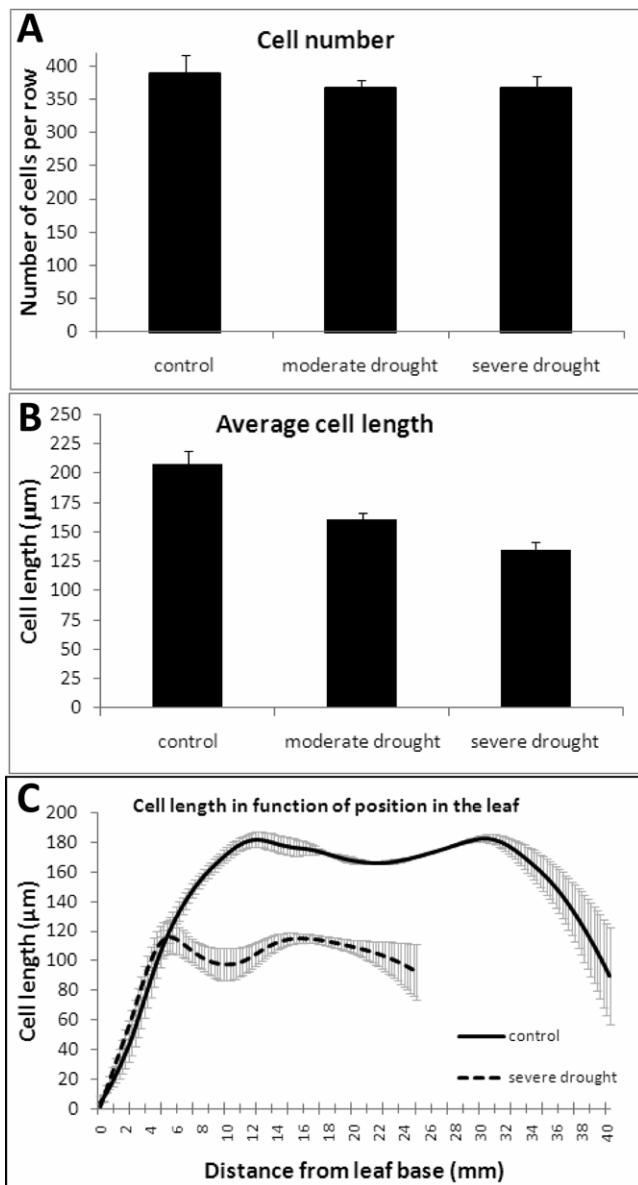 A
Cell number
Number of cells per row
400
350
300
250
200
150
100
50
0
control moderate drought severe drought
B
Average cell length
Cell length (µm)
250
225
200
175
150
125
100
75
50
25
0
control moderate drought severe drought
C
Cell length in function of position in the leaf
Cell length (µm)
200
180
160
140
120
100
80
60
40
20
0
control
severe drought
0 2 4 6 8 10 12 14 16 18 20 22 24 26 28 30 32 34 36 38 40
Distance from leaf base (mm)